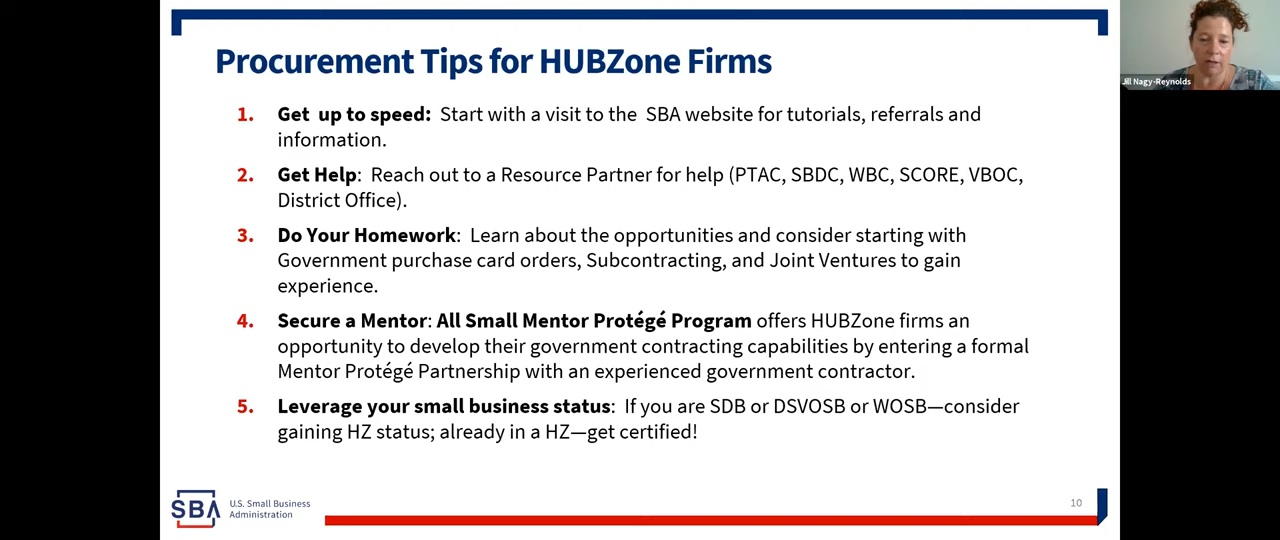 Procurement Tips for HUBZone Firms
Jill Nagy-Reynolds
1. Get  up to speed:  Start with a visit to the  SBA website for tutorials, referrals and
information.
2. Get Help:  Reach out to a Resource Partner for help (PTAC, SBDC, WBC, SCORE, VBOC,
District Office).
3. Do Your Homework:  Learn about the opportunities and consider starting with
Government purchase card orders, Subcontracting, and Joint Ventures to gain
experience.
4. Secure a Mentor: All Small Mentor Protégé Program offers HUBZone firms an
opportunity to develop their government contracting capabilities by entering a formal
Mentor Protégé Partnership with an experienced government contractor.
5. Leverage your small business status:  If you are SDB or DSVOSB or WOSB—consider
gaining HZ status; already in a HZ—get certified!
SBA
U.S. Small Business
Administration
10